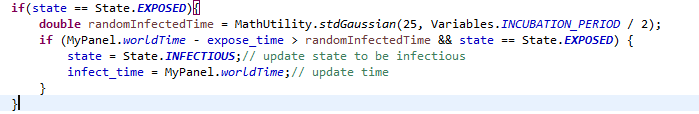 if(state == State.EXPOSED){
double randomInfectedTime = MathUtility.stdGaussian(25, Variables.INCUBATION_PERIOD / 2);
if (MyPanel.worldTime - expose_time > randomInfectedTime && state == State.EXPOSED) {
state = State.INFECTIOUS;// update state to be infectious
infect_time = MyPanel.worldTime;// update time
}
}